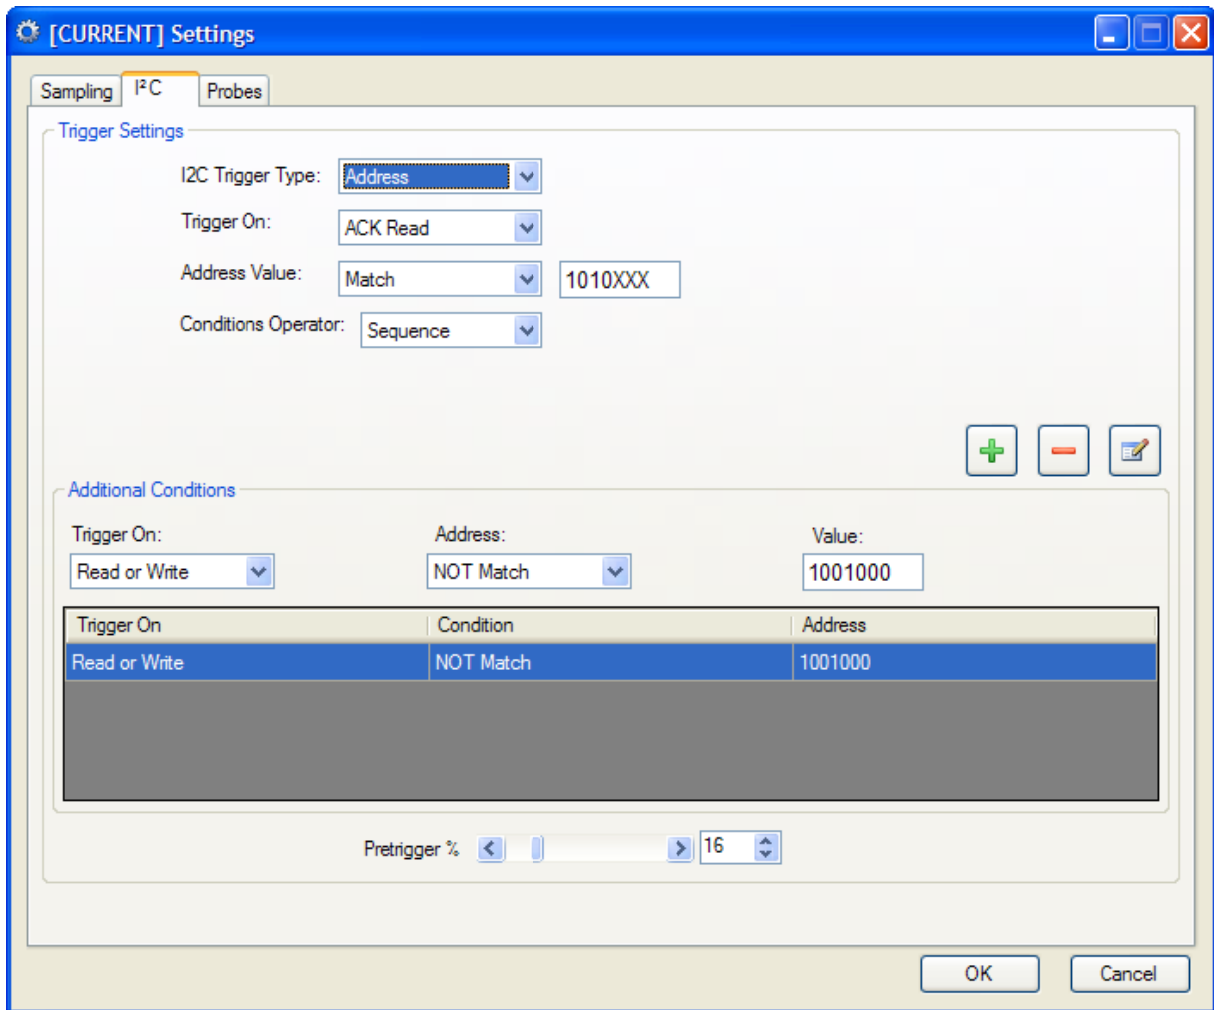 [CURRENT] Settings
Sampling I²C Probes
Trigger Settings
I2C Trigger Type: Address
Trigger On: ACK Read
Address Value: Match 1010XXX
Conditions Operator: Sequence
Additional Conditions
Trigger On: Address: Value:
Read or Write NOT Match 1001000
Trigger On Condition Address
Read or Write NOT Match 1001000
Pretrigger % 16
OK Cancel